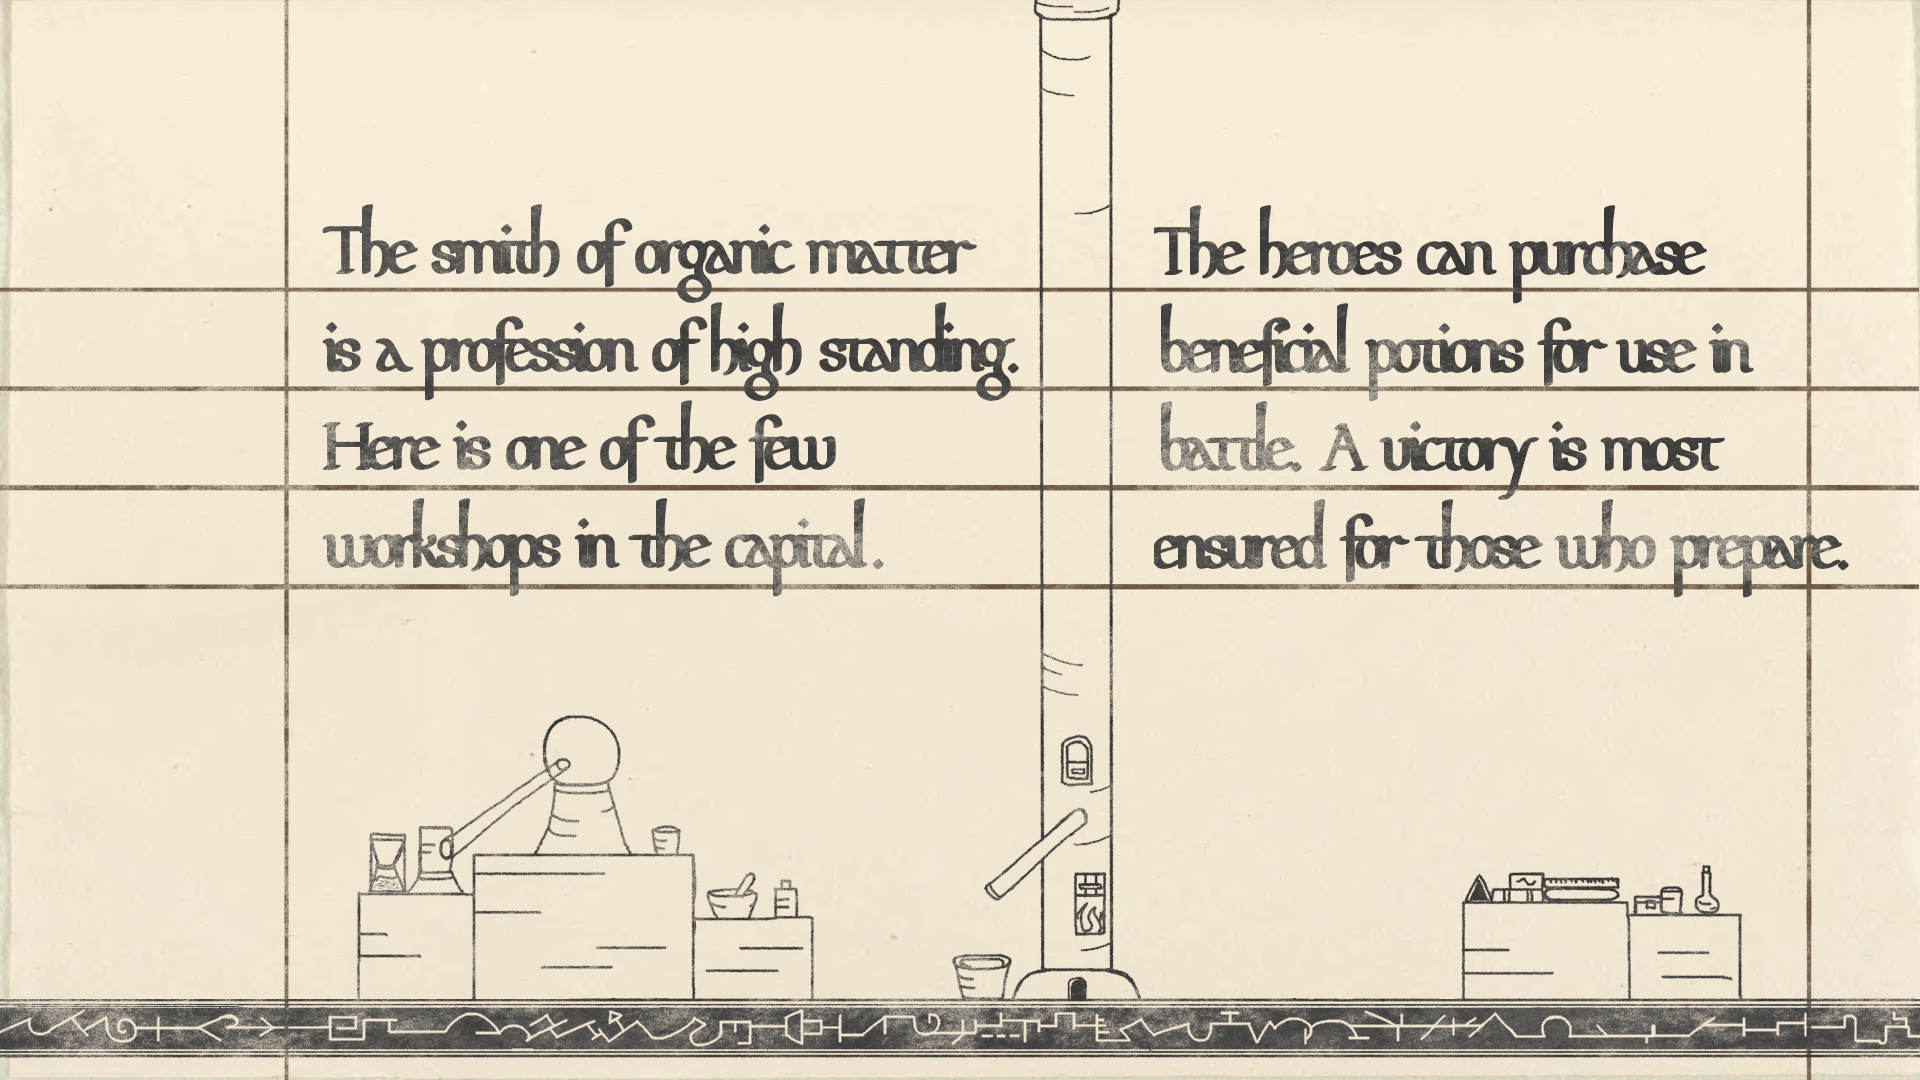 The smith of organic matter
is a profession of high standing.
Here is one of the few
workshops in the capital.
The heroes can purchase
beneficial potions for use in
battle. A victory is most
ensured for those who prepare.